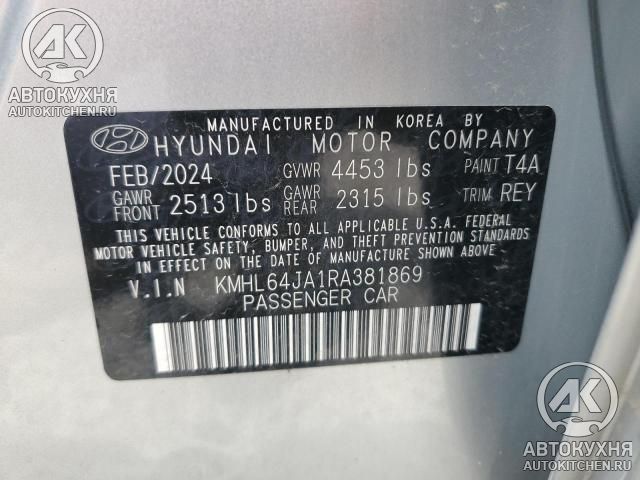 AK
АВТОКУХНЯ
AUTOKITCHEN.RU
MANUFACTURED IN KOREA BY
HYUNDAI MOTOR COMPANY
FEB/2024 GVWR 4453 lbs PAINT T4A
GAWR FRONT 2513 lbs GAWR REAR 2315 lbs TRIM REY
THIS VEHICLE CONFORMS TO ALL APPLICABLE U.S.A. FEDERAL
MOTOR VEHICLE SAFETY, BUMPER, AND THEFT PREVENTION STANDARDS
IN EFFECT ON THE DATE OF MANUFACTURE SHOWN ABOVE
V.I.N KMHL64JA1RA381869
PASSENGER CAR
AK
АВТОКУХНЯ
AUTOKITCHEN.RU